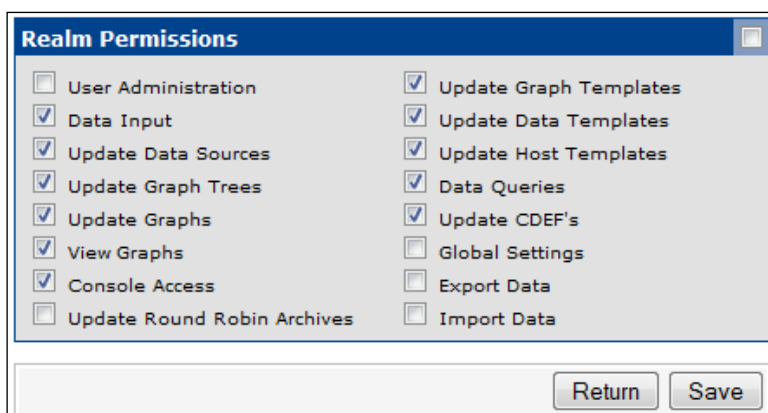 Realm Permissions
User Administration
Data Input
Update Data Sources
Update Graph Trees
Update Graphs
View Graphs
Console Access
Update Round Robin Archives
Update Graph Templates
Update Data Templates
Update Host Templates
Data Queries
Update CDEF's
Global Settings
Export Data
Import Data
Return
Save